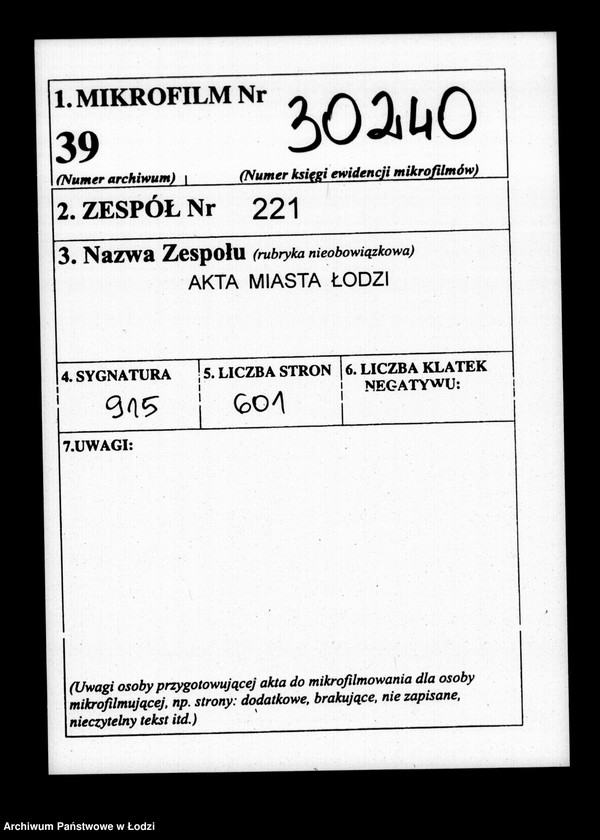 1. MIKROFILM Nr 30240
39
(Numer archiwum) (Numer księgi ewidencji mikrofilmów)
2. ZESPÓŁ Nr 221
3. Nazwa Zespołu (rubryka nieobowiązkowa)
AKTA MIASTA ŁODZI
4. SYGNATURA 5. LICZBA STRON 6. LICZBA KLATEK
NEGATYWU:
915 601
7.UWAGI:
(Uwagi osoby przygotowującej akta do mikrofilmowania dla osoby
mikrofilmującej, np. strony: dodatkowe, brakujące, nie zapisane,
nieczytelny tekst itd.)
Archiwum Państwowe w Łodzi